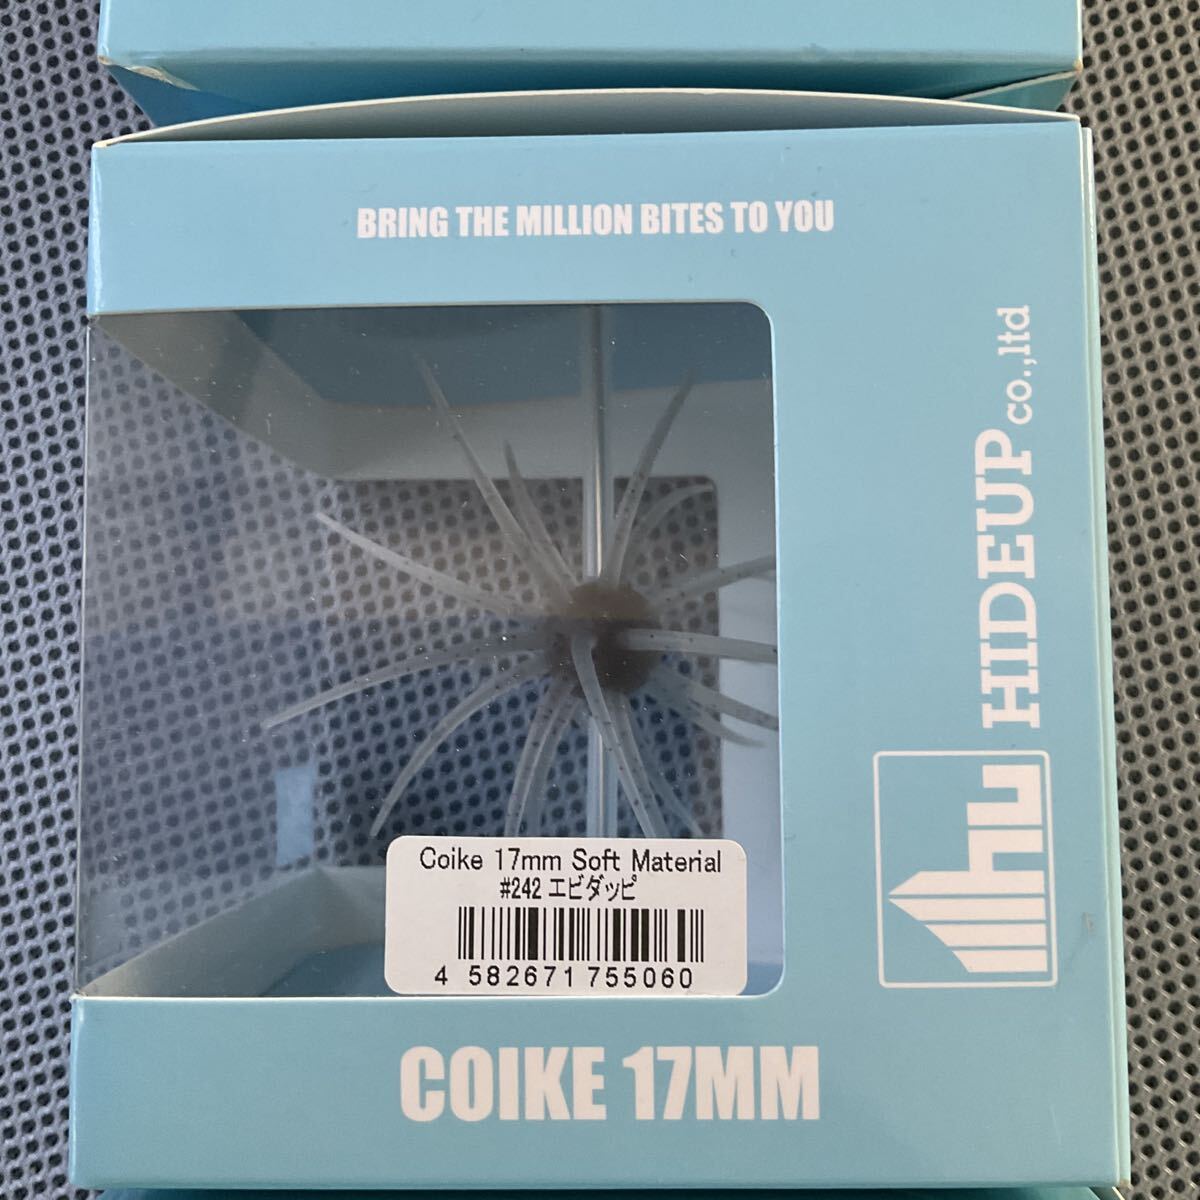 BRING THE MILLION BITES TO YOU
HIDEUP co.,ltd
hu
Coike 17mm Soft Material
#242 エビダッピ
4 582671 755060
COIKE 17MM